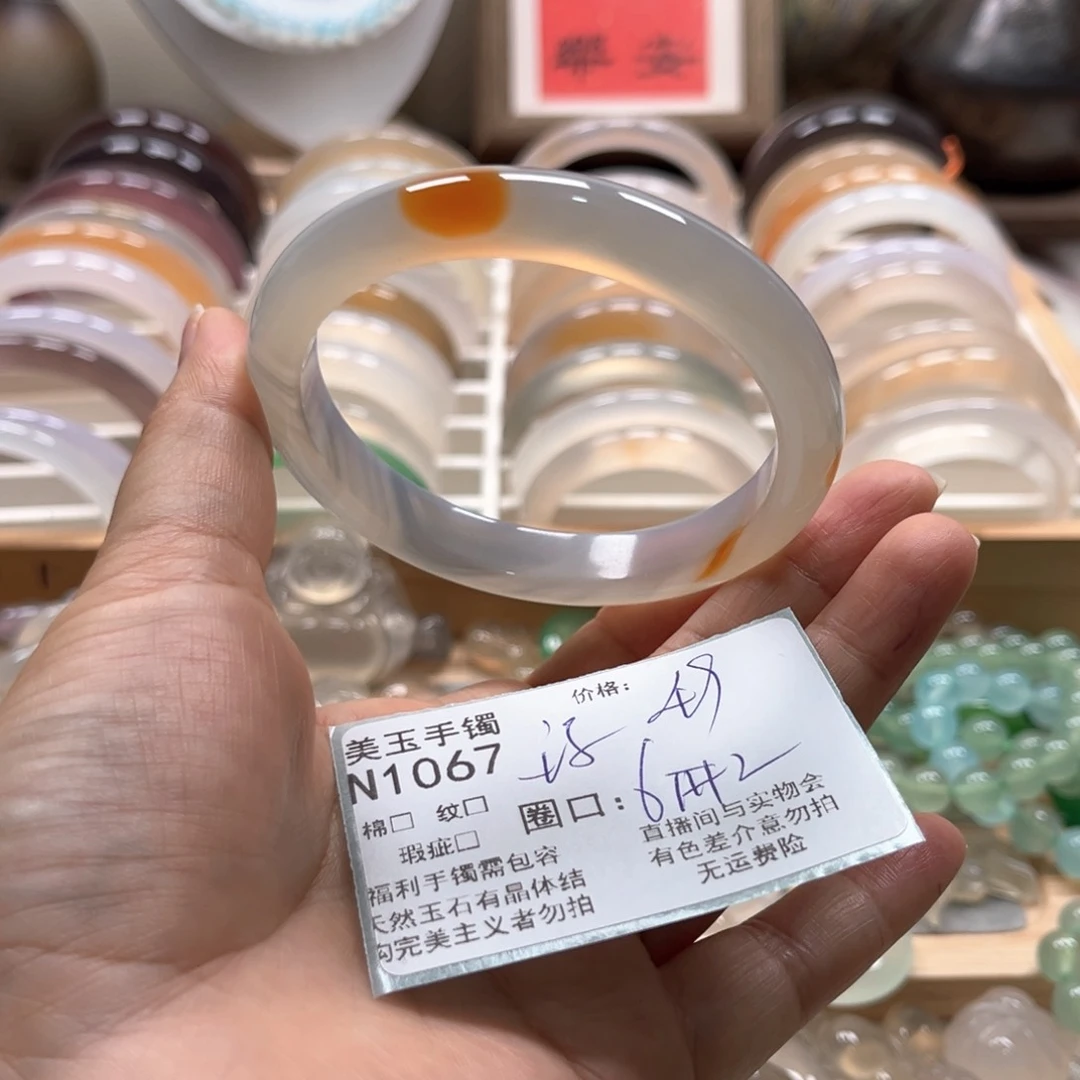 美玉手镯
N1067
价格:
棉□ 纹□
瑕疵□
圈口:
福利手镯需包容
天然玉石有晶体结
构完美主义者勿拍
直播间与实物会
有色差介意勿拍
无运费险